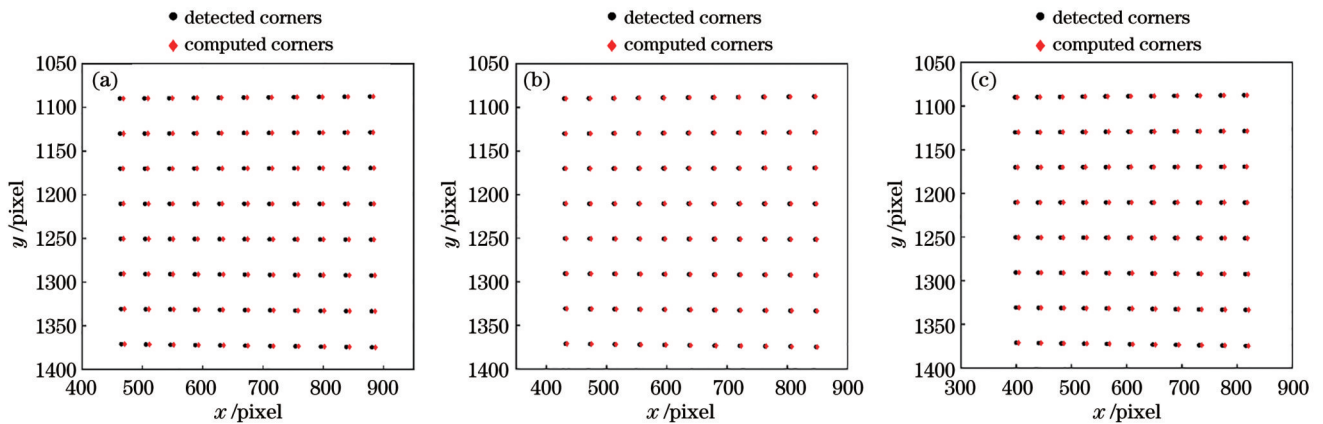 detected corners
computed corners
(a)
1050
1100
1150
1200
1250
1300
1350
1400
y /pixel
400 500 600 700 800 900
x /pixel
detected corners
computed corners
(b)
1050
1100
1150
1200
1250
1300
1350
1400
y /pixel
400 500 600 700 800 900
x /pixel
detected corners
computed corners
(c)
1050
1100
1150
1200
1250
1300
1350
1400
y /pixel
300 400 500 600 700 800 900
x /pixel